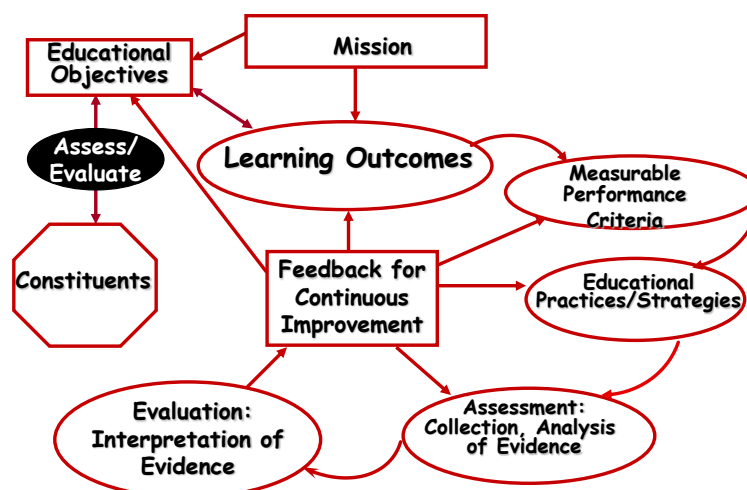 Mission
Educational
Objectives
Assess/
Evaluate
Learning Outcomes
Measurable
Performance
Criteria
Constituents
Feedback for
Continuous
Improvement
Educational
Practices/Strategies
Evaluation:
Interpretation of
Evidence
Assessment:
Collection, Analysis
of Evidence